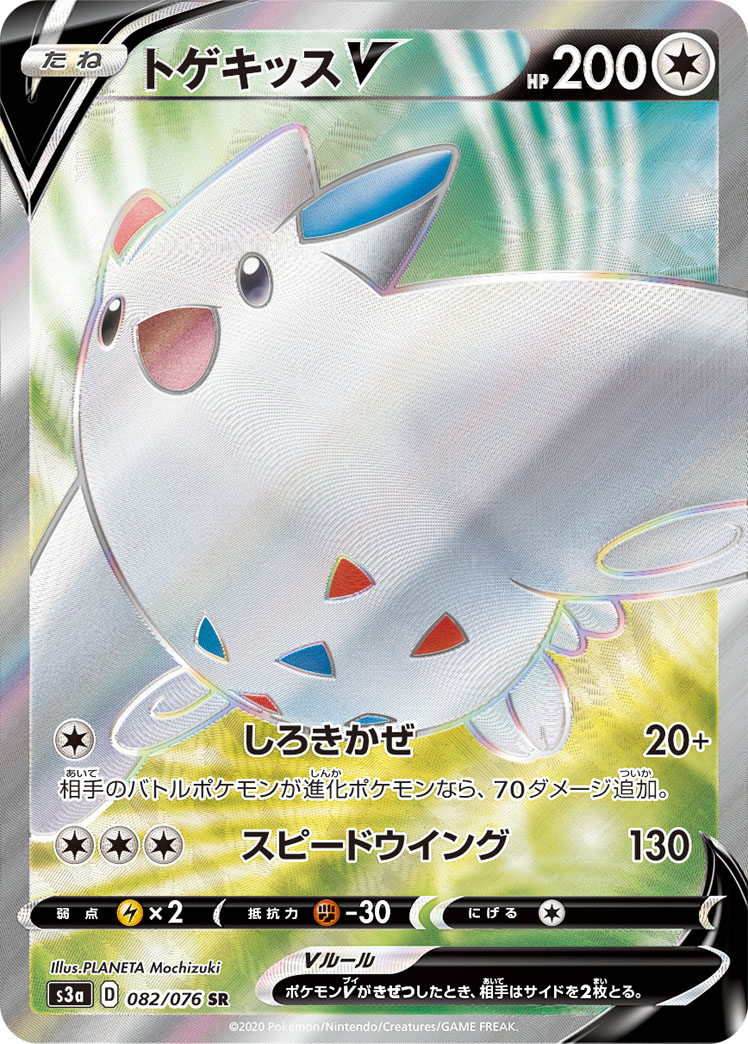 たね トゲキッスV HP200
しろきかぜ 20+
相手のバトルポケモンが進化ポケモンなら、70ダメージ追加。
スピードウイング 130
弱点 ×2 抵抗力 -30 にげる
Illus.PLANETA Mochizuki
Vルール
ポケモンVがきぜつしたとき、相手はサイドを2枚とる。
s3a D 082/076 SR
©2020 Pokémon/Nintendo/Creatures/GAME FREAK.